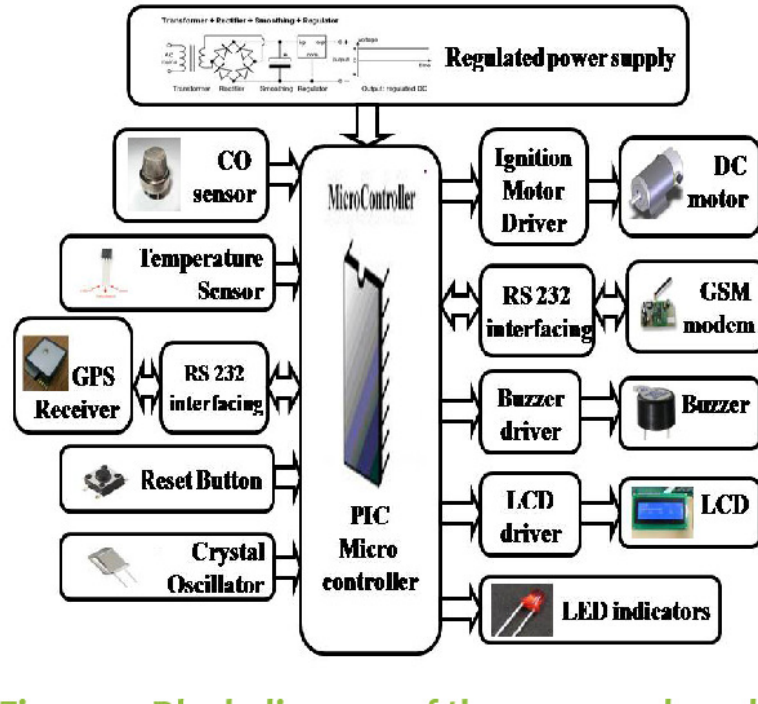 Transformer + Rectifier + Smoothing + Regulator
Transformer Rectifier Smoothing Regulator
Output: regulated DC
Regulated power supply
CO
sensor
Temperature
Sensor
GPS
Receiver
RS 232
interfacing
Reset Button
Crystal
Oscillator
MicroController
PIC
Micro
controller
Ignition
Motor
Driver
DC
motor
RS 232
interfacing
GSM
modem
Buzzer
driver
Buzzer
LCD
driver
LCD
LED indicators